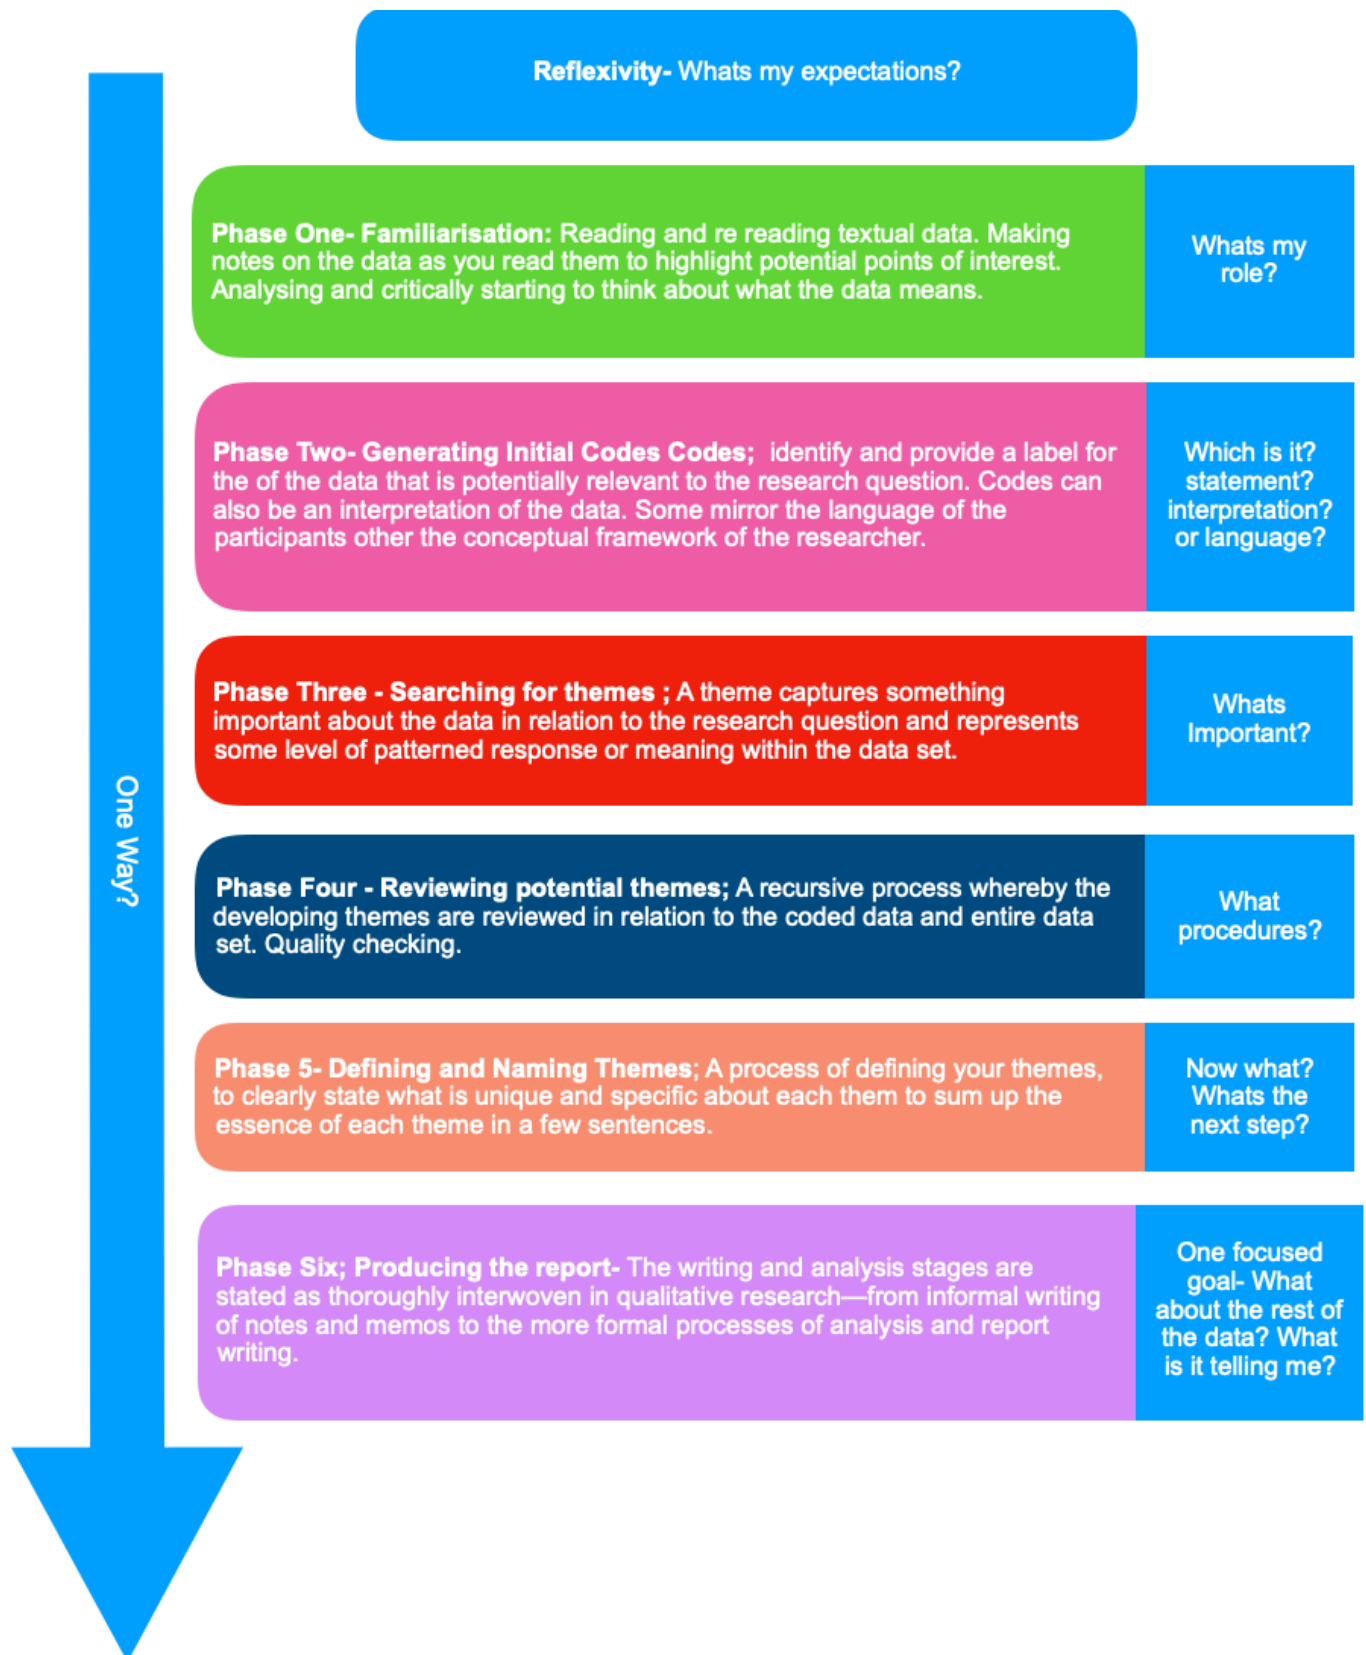 Reflexivity- Whats my expectations?
One Way?
Phase One- Familiarisation: Reading and re reading textual data. Making
notes on the data as you read them to highlight potential points of interest.
Analysing and critically starting to think about what the data means.
Whats my
role?
Phase Two- Generating Initial Codes Codes;  identify and provide a label for
the of the data that is potentially relevant to the research question. Codes can
also be an interpretation of the data. Some mirror the language of the
participants other the conceptual framework of the researcher.
Which is it?
statement?
interpretation?
or language?
Phase Three - Searching for themes ; A theme captures something
important about the data in relation to the research question and represents
some level of patterned response or meaning within the data set.
Whats
Important?
Phase Four - Reviewing potential themes; A recursive process whereby the
developing themes are reviewed in relation to the coded data and entire data
set. Quality checking.
What
procedures?
Phase 5- Defining and Naming Themes; A process of defining your themes,
to clearly state what is unique and specific about each them to sum up the
essence of each theme in a few sentences.
Now what?
Whats the
next step?
Phase Six; Producing the report- The writing and analysis stages are
stated as thoroughly interwoven in qualitative research—from informal writing
of notes and memos to the more formal processes of analysis and report
writing.
One focused
goal- What
about the rest of
the data? What
is it telling me?